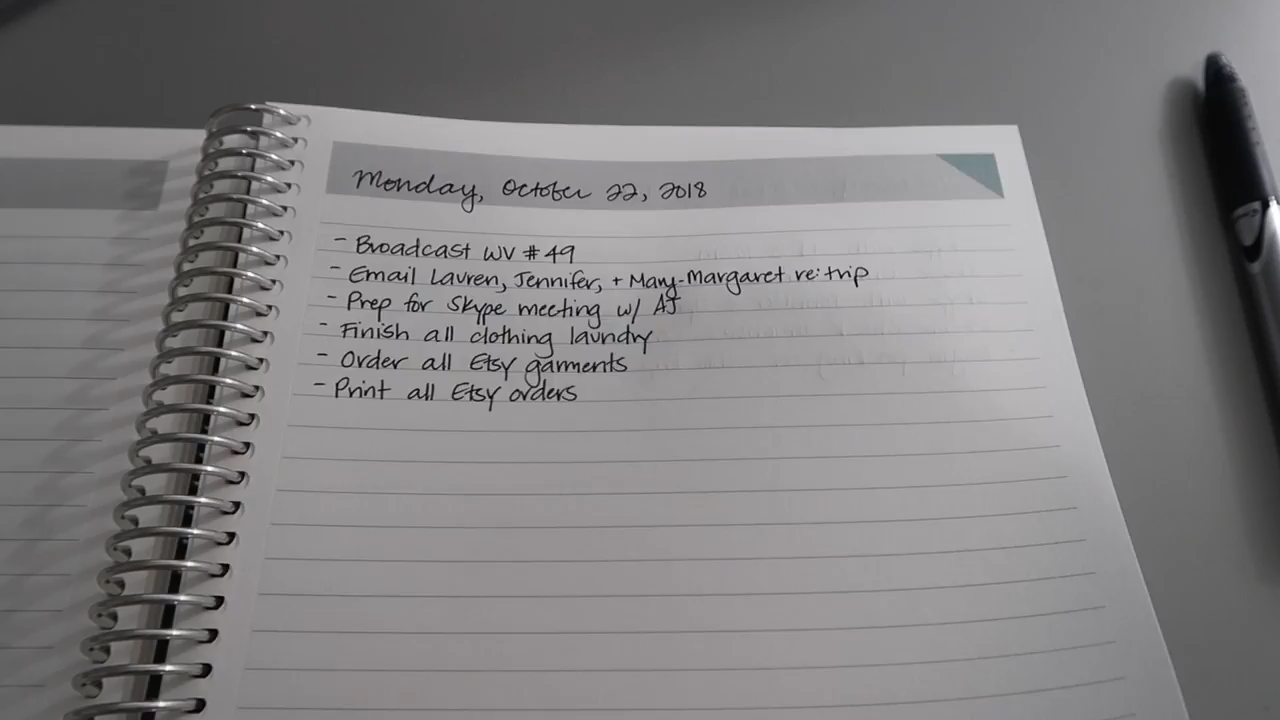 Monday, October 22, 2018
- Broadcast WV #49
- Email Lauren, Jennifer, + Mary-Margaret re: trip
- Prep for Skype meeting w/ AJ
- Finish all clothing laundry
- Order all Etsy garments
- Print all Etsy orders